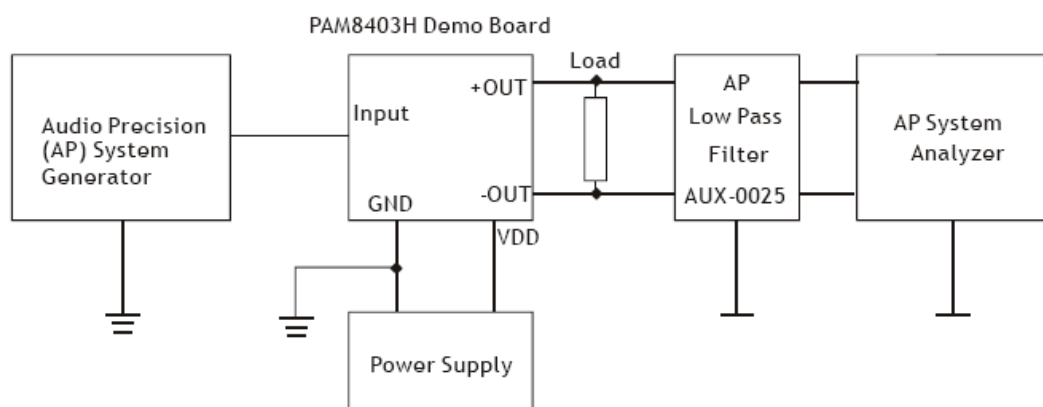 PAM8403H Demo Board
Audio Precision
(AP) System
Generator
Input
+OUT
-OUT
GND
VDD
Load
AP
Low Pass
Filter
AUX-0025
AP System
Analyzer
Power Supply